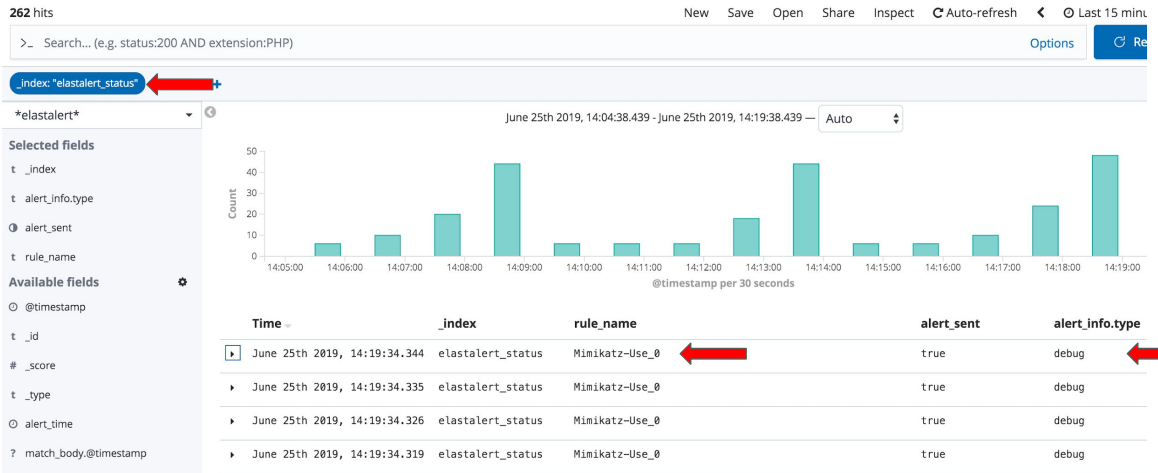 262 hits
New Save Open Share Inspect Auto-refresh Last 15 minu
>_ Search... (e.g. status:200 AND extension:PHP)
Options Re
_index: "elastalert_status" +
*elastalert*
June 25th 2019, 14:04:38.439 - June 25th 2019, 14:19:38.439 — Auto
Selected fields
t _index
t alert_info.type
alert_sent
t rule_name
Available fields
@timestamp
t _id
# _score
t _type
alert_time
? match_body.@timestamp
Count
50
40
30
20
10
0
14:05:00 14:06:00 14:07:00 14:08:00 14:09:00 14:10:00 14:11:00 14:12:00 14:13:00 14:14:00 14:15:00 14:16:00 14:17:00 14:18:00 14:19:00
@timestamp per 30 seconds
Time _index rule_name alert_sent alert_info.type
June 25th 2019, 14:19:34.344 elastalert_status Mimikatz-Use_0 true debug
June 25th 2019, 14:19:34.335 elastalert_status Mimikatz-Use_0 true debug
June 25th 2019, 14:19:34.326 elastalert_status Mimikatz-Use_0 true debug
June 25th 2019, 14:19:34.319 elastalert_status Mimikatz-Use_0 true debug